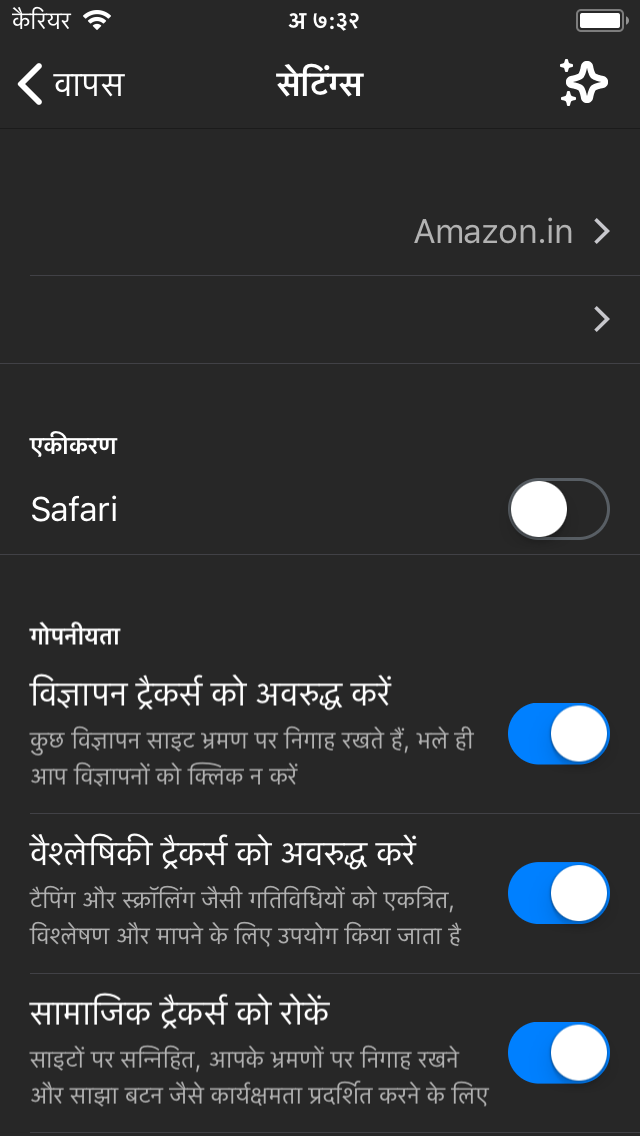 कैरियर अ ७:३२
वापस सेटिंग्स
Amazon.in
एकीकरण
Safari
गोपनीयता
विज्ञापन ट्रैकर्स को अवरुद्ध करें
कुछ विज्ञापन साइट भ्रमण पर निगाह रखते हैं, भले ही
आप विज्ञापनों को क्लिक न करें
वैश्लेषिकी ट्रैकर्स को अवरुद्ध करें
टैपिंग और स्क्रॉलिंग जैसी गतिविधियों को एकत्रित,
विश्लेषण और मापने के लिए उपयोग किया जाता है
सामाजिक ट्रैकर्स को रोकें
साइटों पर सन्निहित, आपके भ्रमणों पर निगाह रखने
और साझा बटन जैसे कार्यक्षमता प्रदर्शित करने के लिए